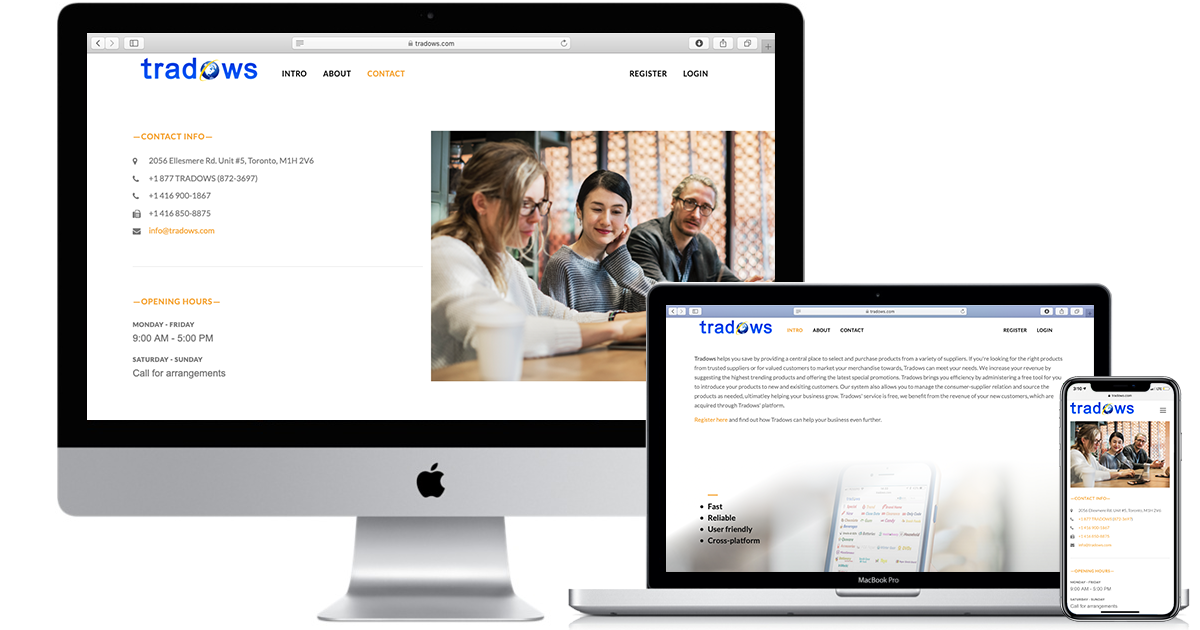 tradows.com
tradows INTRO ABOUT CONTACT REGISTER LOGIN
—CONTACT INFO—
2056 Ellesmere Rd. Unit #5, Toronto, M1H 2V6
+1 877 TRADOWS (872-3697)
+1 416 900-1867
+1 416 850-8875
info@tradows.com
—OPENING HOURS—
MONDAY - FRIDAY
9:00 AM - 5:00 PM
SATURDAY - SUNDAY
Call for arrangements
tradows.com
tradows INTRO ABOUT CONTACT REGISTER LOGIN
Tradows helps you save by providing a central place to select and purchase products from a variety of suppliers. If you're looking for the right products
from trusted suppliers or for valued customers to market your merchandise towards, Tradows can meet your needs. We increase your revenue by
suggesting the highest trending products and offering the latest special promotions. Tradows brings you efficiency by administering a free tool for you
to introduce your products to new and exisiting customers. Our system also allows you to manage the consumer-supplier relation and source the
products as needed, ultimatley helping your business grow. Tradows' service is free, we benefit from the revenue of your new customers, which are
acquired through Tradows' platform.
Register here and find out how Tradows can help your business even further.
Fast
Reliable
User friendly
Cross-platform
MacBook Pro
tradows.com
tradows
—CONTACT INFO—
2056 Ellesmere Rd. Unit #5, Toronto, M1H 2V6
+1 877 TRADOWS (872-3697)
+1 416 900-1867
+1 416 850-8875
info@tradows.com
—OPENING HOURS—
MONDAY - FRIDAY
9:00 AM - 5:00 PM
SATURDAY - SUNDAY
Call for arrangements